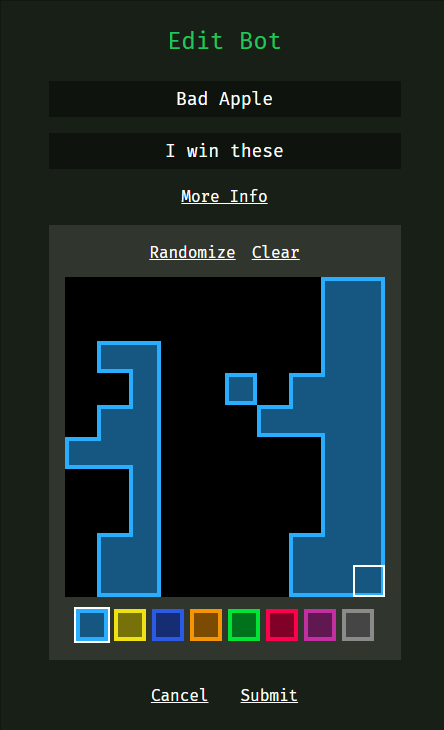 Edit Bot
Bad Apple
I win these
More Info
Randomize Clear
Cancel Submit